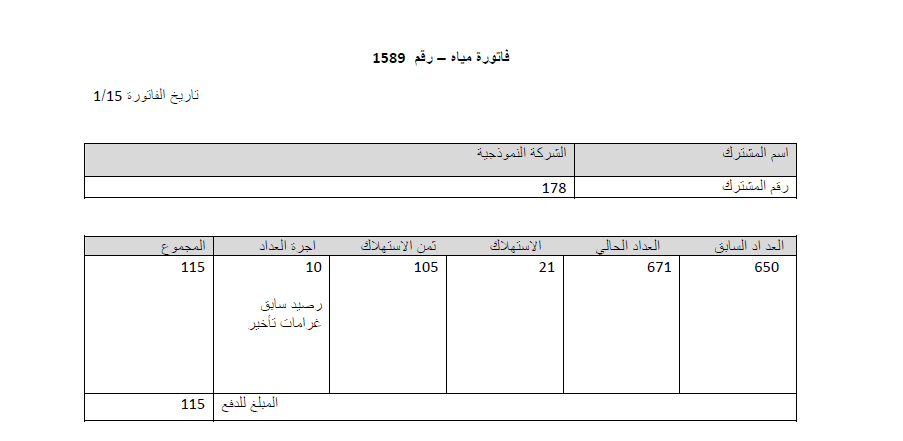 فاتورة مياه – رقم 1589
تاريخ الفاتورة 1/15
اسم المشترك الشركة النموذجية
رقم المشترك 178
العداد السابق العداد الحالي الاستهلاك ثمن الاستهلاك اجرة العداد المجموع
650 671 21 105 10 115
رصيد سابق
غرامات تأخير
المبلغ للدفع 115